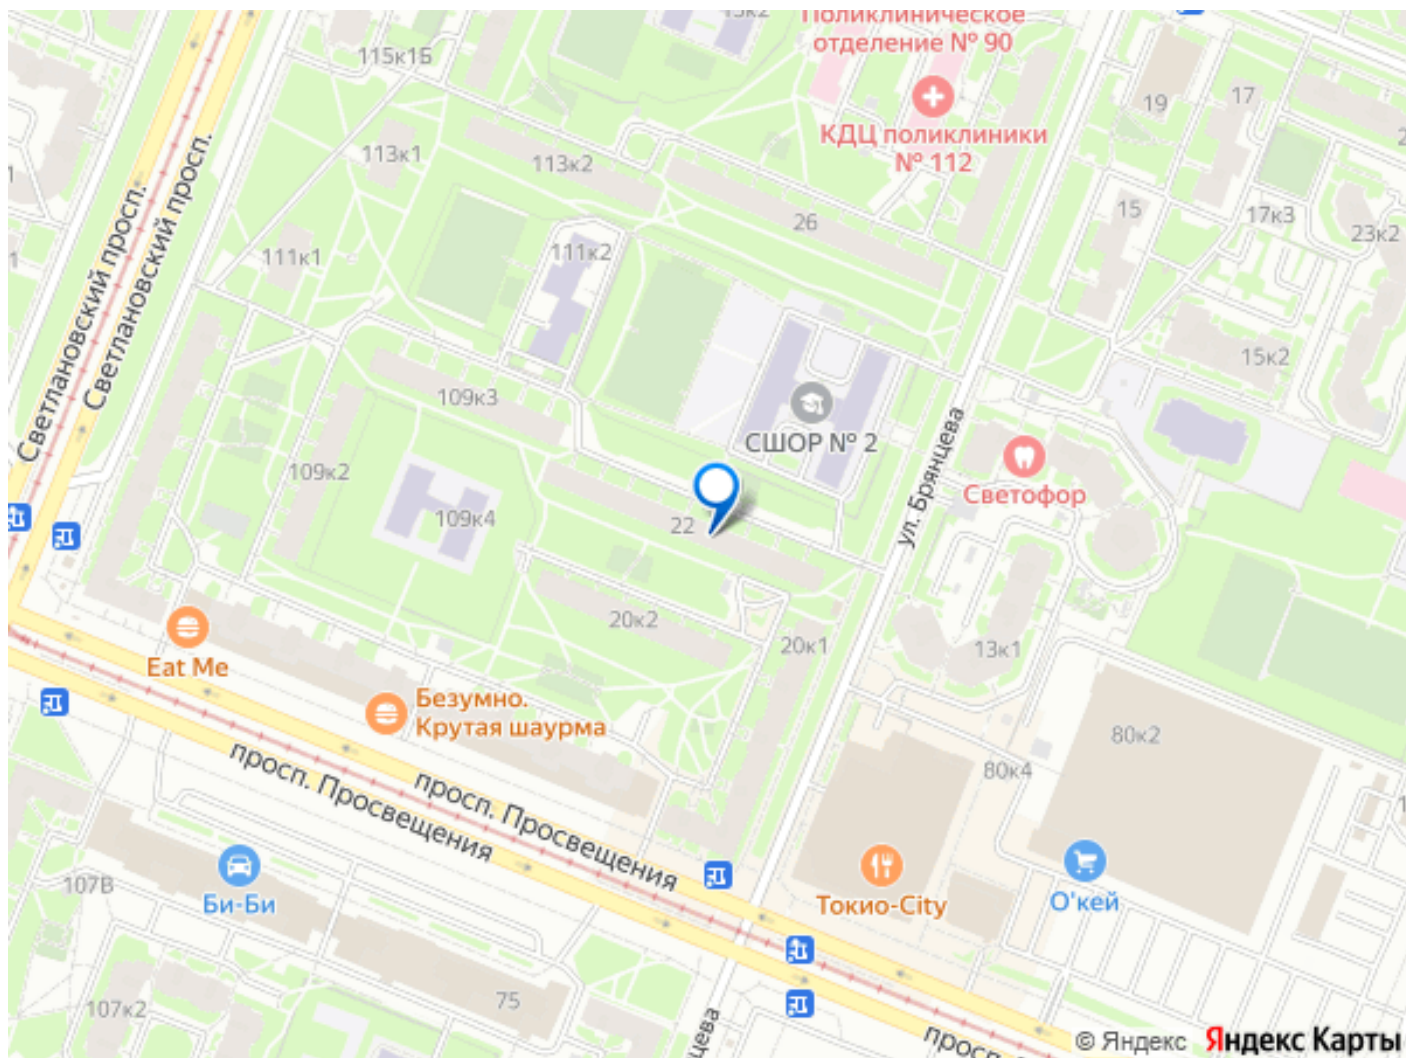 Поликлиническое
отделение № 90
115к1Б
19
17
КДЦ поликлиники
№ 112
113к1
113к2
26
15
17к3
23к2
111к1
111к2
Светлановский просп.
Светлановский просп.
15к2
109к3
СШОР № 2
ул. Брянцева
Светофор
109к2
109к4
22
20к2
20к1
13к1
Eat Me
Безумно.
Крутая шаурма
80к2
80к4
просп. Просвещения
просп. Просвещения
107В
Би-Би
Токио-City
О'кей
75
107к2
© Яндекс
Яндекс Карты